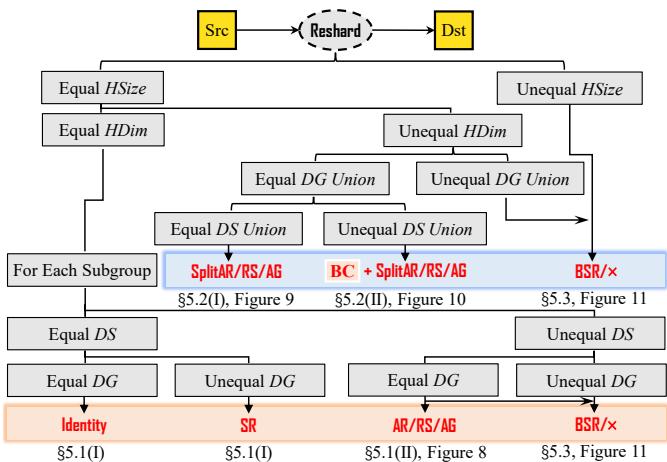 Src Reshard Dst
Equal HSize Unequal HSize
Equal HDim Unequal HDim
Equal DG Union Unequal DG Union
Equal DS Union Unequal DS Union
For Each Subgroup SplitAR/RS/AG BC + SplitAR/RS/AG BSR/×
§5.2(I), Figure 9 §5.2(II), Figure 10 §5.3, Figure 11
Equal DS Unequal DS
Equal DG Unequal DG Equal DG Unequal DG
Identity SR AR/RS/AG BSR/×
§5.1(I) §5.1(I) §5.1(II), Figure 8 §5.3, Figure 11